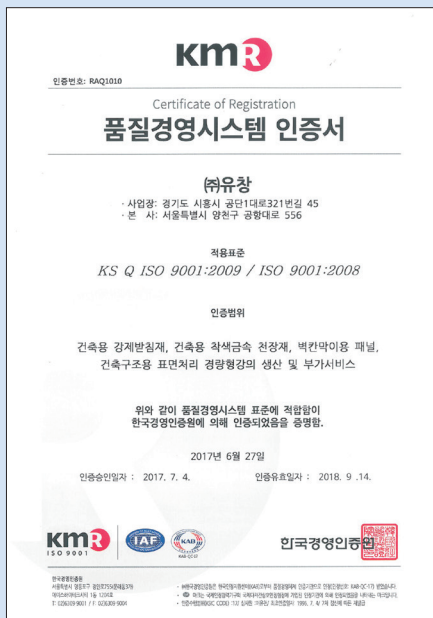 KMR
인증번호: RAQ1010
Certificate of Registration
품질경영시스템 인증서
㈜유창
· 사업장: 경기도 시흥시 공단1대로321번길 45
· 본 사: 서울특별시 양천구 공항대로 556
적용표준
KS Q ISO 9001:2009 / ISO 9001:2008
인증범위
건축용 강제받침재, 건축용 착색금속 천장재, 벽칸막이용 패널,
건축구조용 표면처리 경량형강의 생산 및 부가서비스
위와 같이 품질경영시스템 표준에 적합함이
한국경영인증원에 의해 인증되었음을 증명함.
2017년 6월 27일
인증승인일자 : 2017. 7. 4.
인증유효일자 : 2018. 9 .14.
KMR
ISO 9001
IAF
KAB
KAB-QC-17
한국경영인증원
한국경영인증원